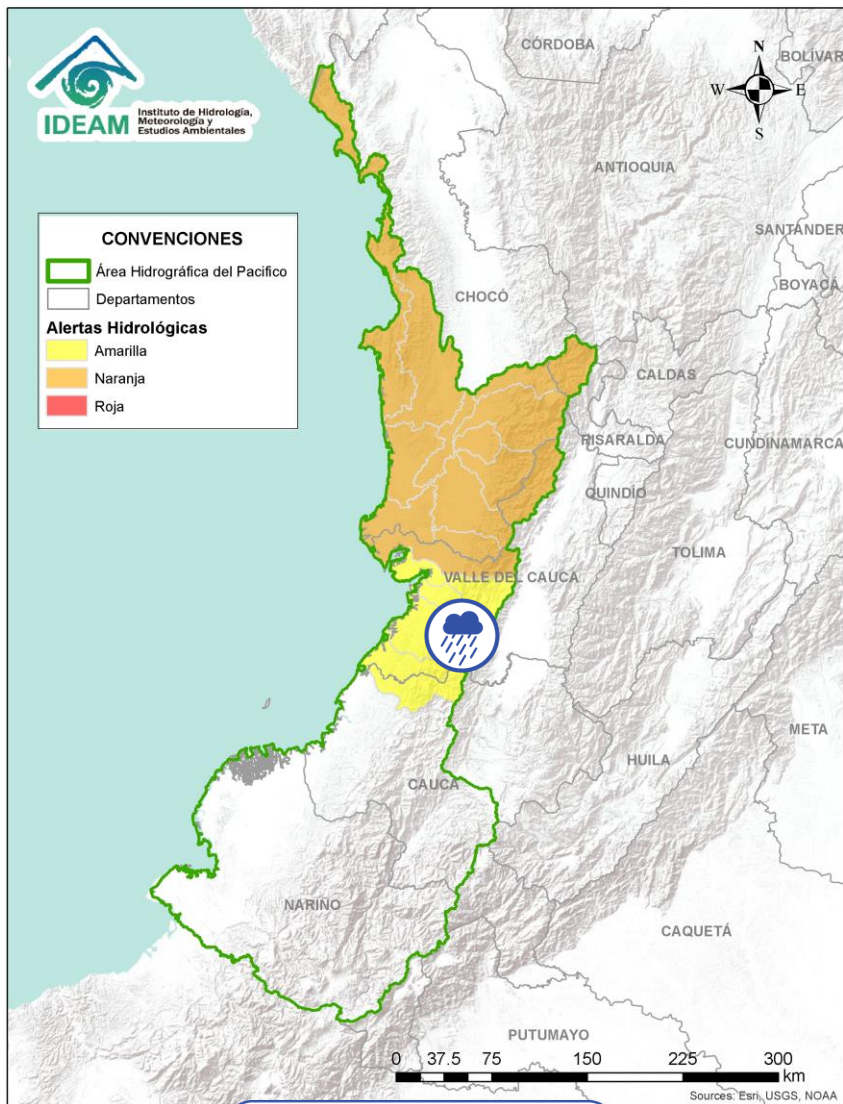 IDEAM
Instituto de Hidrología,
Meteorología y
Estudios Ambientales
N
W E
S
CONVENCIONES
Área Hidrográfica del Pacifico
Departamentos
Alertas Hidrológicas
Amarilla
Naranja
Roja
CÓRDOBA
BOLÍVAR
ANTIOQUIA
SANTANDER
BOYACÁ
CHOCÓ
CALDAS
RISARALDA
CUNDINAMARCA
QUINDÍO
TOLIMA
VALLE DEL CAUCA
META
HUILA
CAUCA
NARIÑO
CAQUETÁ
PUTUMAYO
0 37.5 75 150 225 300
km
Sources: Esri, USGS, NOAA